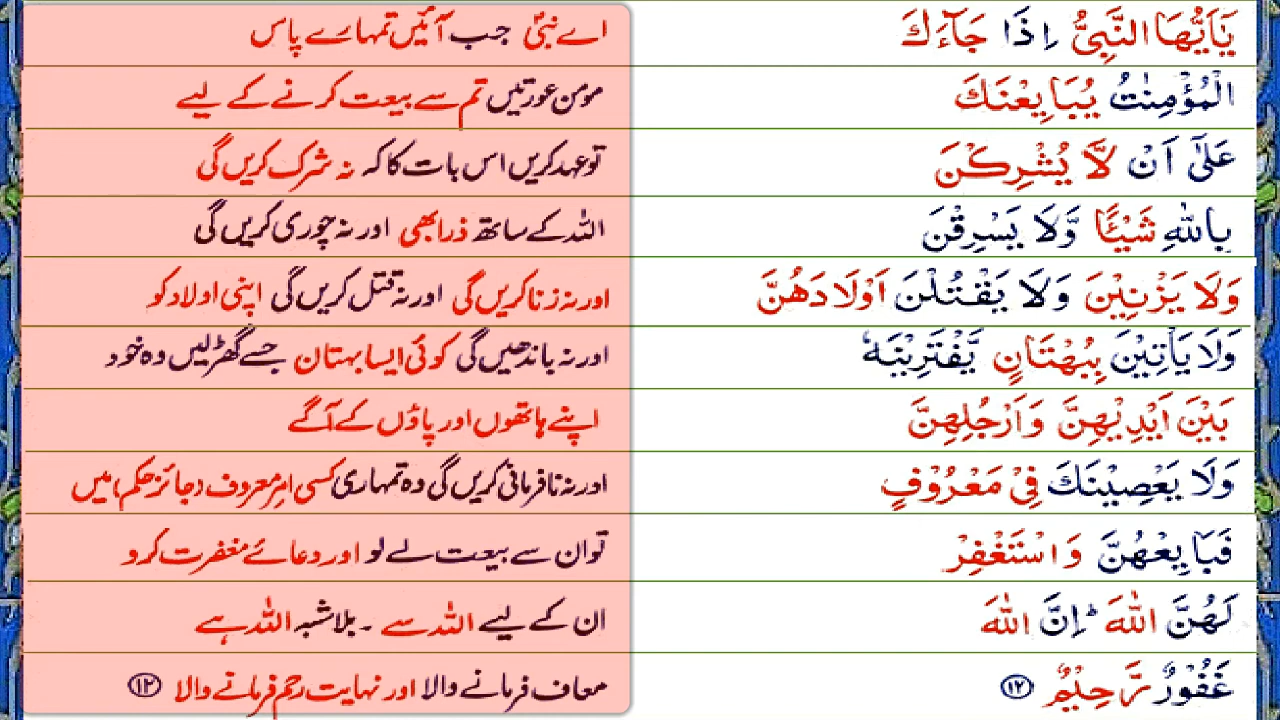 يٰٓاَيُّهَا النَّبِيُّ اِذَا جَآءَكَ
اے نبیؐ جب آئیں تمہارے پاس
الْمُؤْمِنٰتُ يُبَايِعْنَكَ
مومن عورتیں تم سے بیعت کرنے کے لیے
عَلٰٓى اَنْ لَّا يُشْرِكْنَ
تو عہد کریں اس بات کا کہ نہ شرک کریں گی
بِاللّٰهِ شَيْـًٔا وَّلَا يَسْرِقْنَ
اللہ کے ساتھ ذرا بھی اور نہ چوری کریں گی
وَلَا يَزْنِيْنَ وَلَا يَقْتُلْنَ اَوْلَادَهُنَّ
اور نہ زنا کریں گی اور نہ قتل کریں گی اپنی اولاد کو
وَلَا يَاْتِيْنَ بِبُهْتَانٍ يَّفْتَرِيْنَهٗ
اور نہ باندھیں گی کوئی ایسا بہتان جسے گھڑ لیں وہ خود
بَيْنَ اَيْدِيْهِنَّ وَاَرْجُلِهِنَّ
اپنے ہاتھوں اور پاؤں کے آگے
وَلَا يَعْصِيْنَكَ فِيْ مَعْرُوْفٍ
اور نہ نافرمانی کریں گی وہ تمہاری کسی امرِ معروف (جائز حکم) میں
فَبَايِعْهُنَّ وَاسْتَغْفِرْ
تو ان سے بیعت لے لو اور دعائے مغفرت کرو
لَهُنَّ اللّٰهَ ؕ اِنَّ اللّٰهَ
ان کے لیے اللہ سے ۔ بلاشبہ اللہ ہے
غَفُوْرٌ رَّحِيْمٌ ۝۱۲
معاف فرمانے والا اور نہایت رحم فرمانے والا ۝۱۲